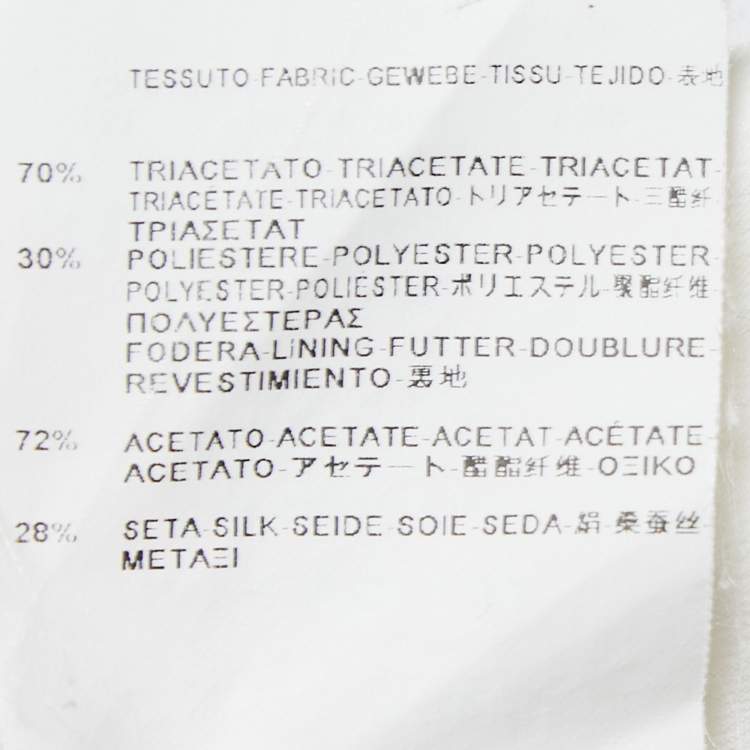 TESSUTO-FABRIC-GEWEBE-TISSU-TEJIDO-表地
70% TRIACETATO-TRIACETATE-TRIACETAT-
TRIACÉTATE-TRIACETATO-トリアセテート-三醋纤
ΤΡΙΑΣΕΤΑΤ
30% POLIESTERE-POLYESTER-POLYESTER-
POLYESTER-POLIÉSTER-ポリエステル-聚酯纤维-
ΠΟΛΥΕΣΤΕΡΑΣ
FODERA-LINING-FUTTER-DOUBLURE-
REVESTIMIENTO-裏地
72% ACETATO-ACETATE-ACETAT-ACÉTATE-
ACETATO-アセテート-醋酯纤维-ΟΞΙΚΟ
28% SETA-SILK-SEIDE-SOIE-SEDA-絹-桑蚕丝-
ΜΕΤΑΞΙ